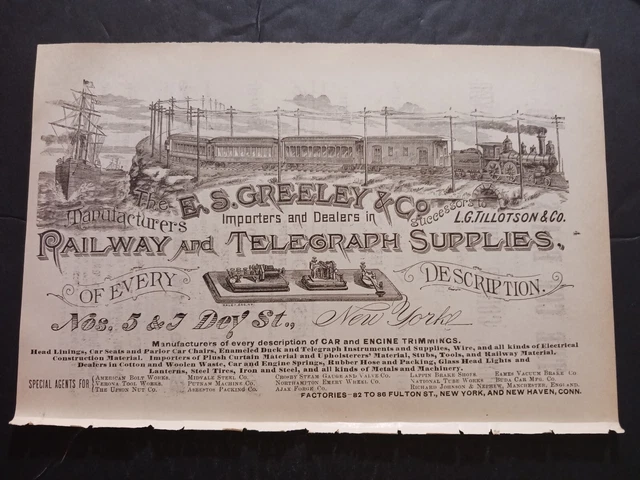 The E. S. GREELEY & Co.
Manufacturers Importers and Dealers in Successors to L.G. TILLOTSON & Co.
RAILWAY AND TELEGRAPH SUPPLIES.,
OF EVERY DESCRIPTION.
Nos. 5 & 7 Dey St., New York
Manufacturers of every description of CAR and ENGINE TRIMMINGS.
Head Linings, Car Seats and Parlor Car Chairs, Enameled Duck and Telegraph Instruments and Supplies, Wire, and all kinds of Electrical
Construction Material. Importers of Plush Curtain Material and Upholsterers' Material, Stubs, Tools, and Railway Material.
Dealers in Cotton and Woolen Waste, Car and Engine Springs, Rubber Hose and Packing, Glass Head Lights and
Lanterns, Steel Tires, Iron and Steel, and all kinds of Metals and Machinery.
SPECIAL AGENTS FOR
AMERICAN BOLT WORKS MIDVALE STEEL CO. CROSBY STEAM GAUGE AND VALVE CO. LAPPIN BRAKE SHOES EAMES VACUUM BRAKE CO
VERONA TOOL WORKS. PUTNAM MACHINE CO. NORTHAMPTON EMERY WHEEL CO. NATIONAL TUBE WORKS BUDA CAR MFG. CO.
THE UPSON NUT CO. ASBESTOS PACKING CO. AJAX FORGE CO. RICHARD JOHNSON & NEPHEW, MANCHESTER, ENGLAND.
FACTORIES—82 TO 86 FULTON ST., NEW YORK, AND NEW HAVEN, CONN.